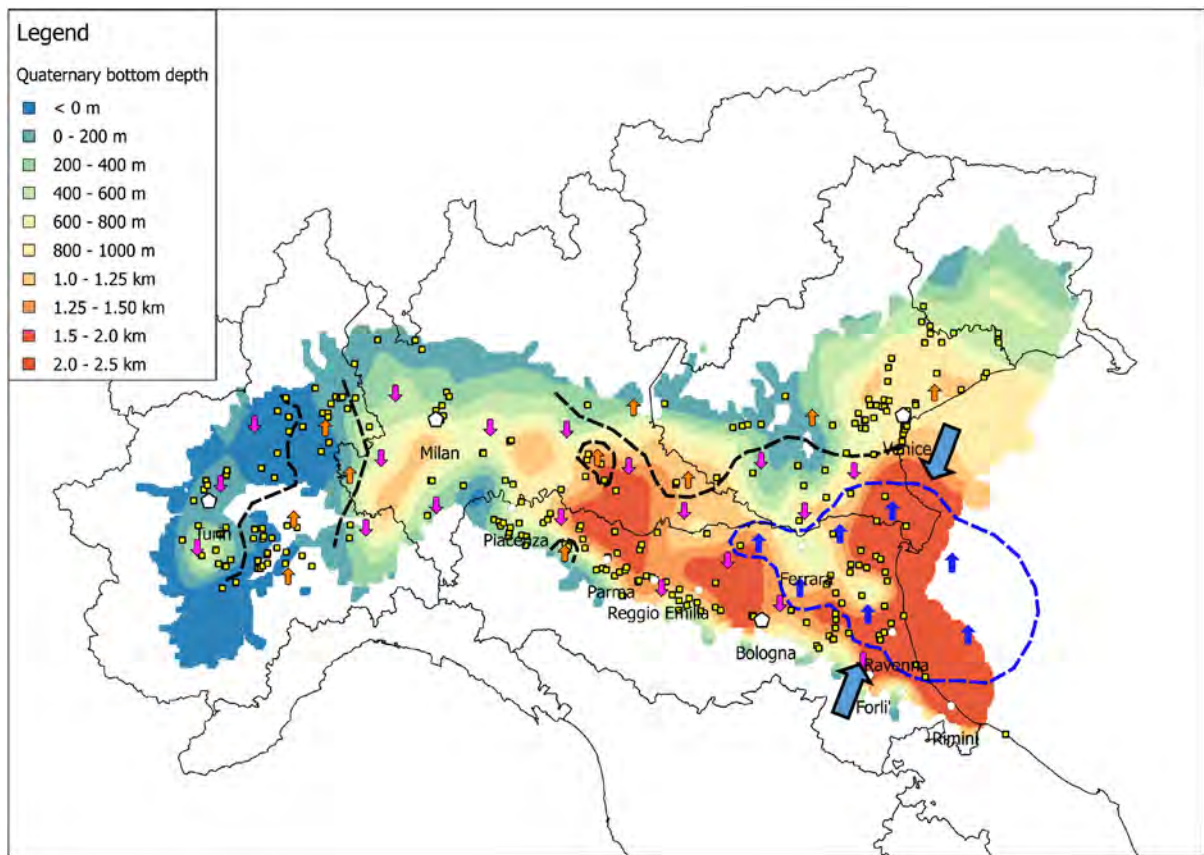 Legend
Quaternary bottom depth
< 0 m
0 - 200 m
200 - 400 m
400 - 600 m
600 - 800 m
800 - 1000 m
1.0 - 1.25 km
1.25 - 1.50 km
1.5 - 2.0 km
2.0 - 2.5 km
Venice
Milan
Turin
Piacenza
Ferrara
Parma
Reggio Emilia
Bologna
Ravenna
Forli'
Rimini